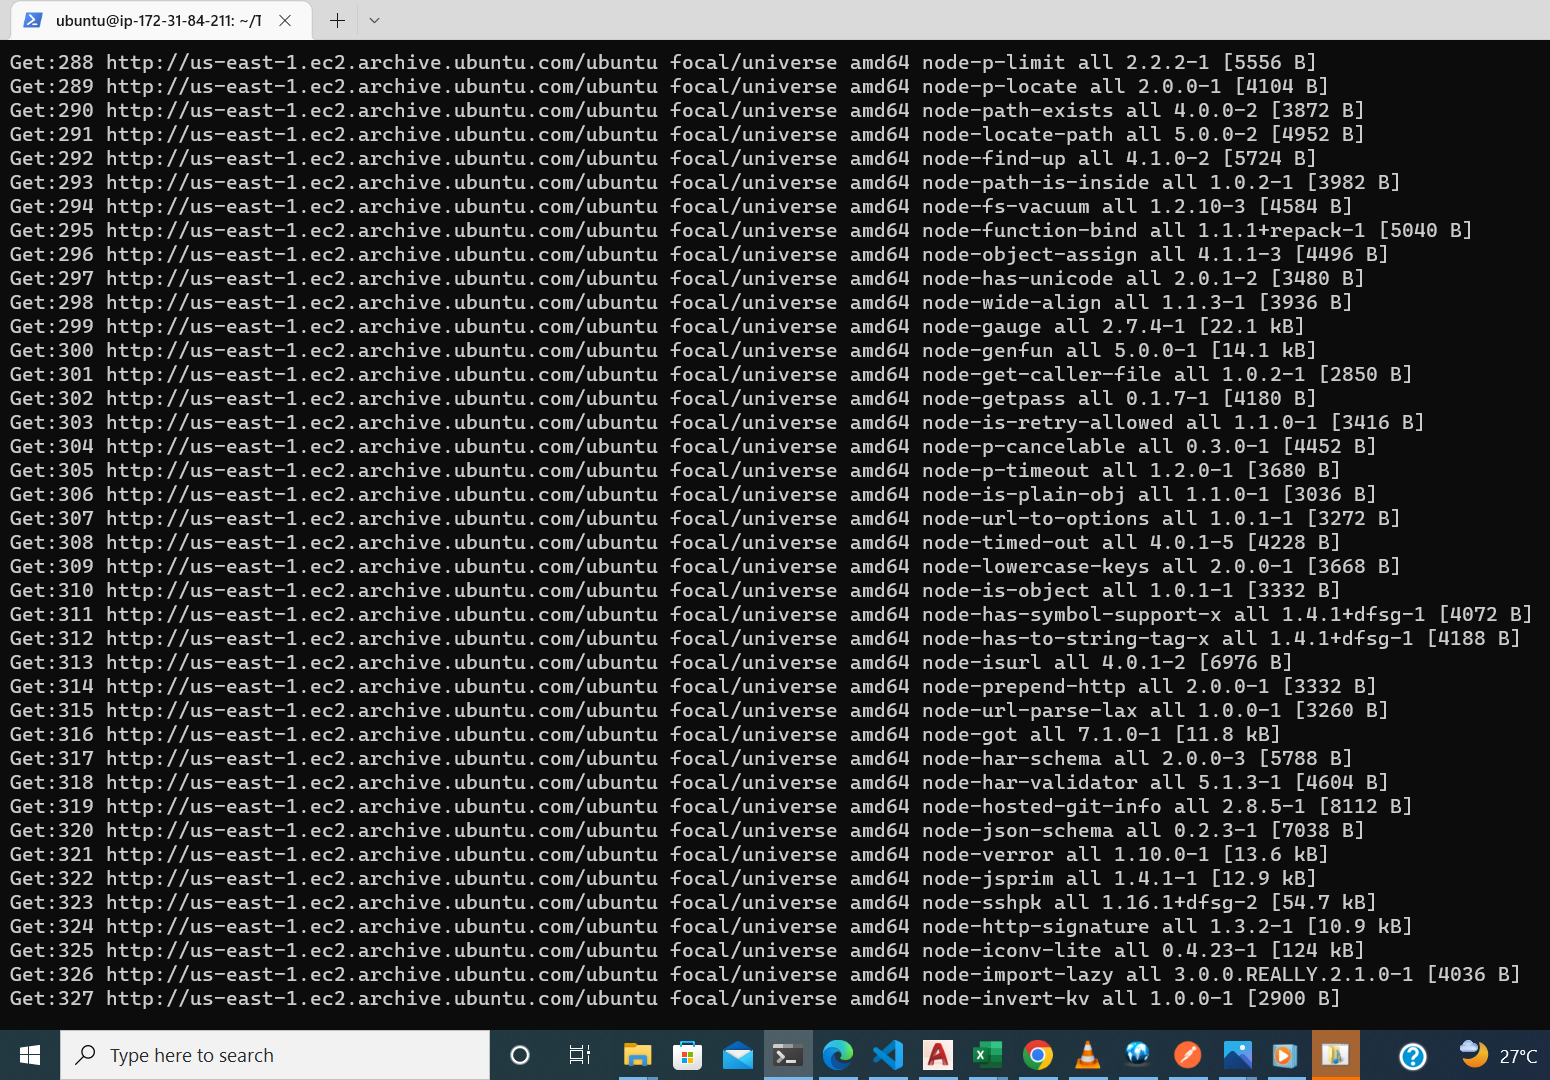 ubuntu@ip-172-31-84-211: ~/T
Get:288 http://us-east-1.ec2.archive.ubuntu.com/ubuntu focal/universe amd64 node-p-limit all 2.2.2-1 [5556 B]
Get:289 http://us-east-1.ec2.archive.ubuntu.com/ubuntu focal/universe amd64 node-p-locate all 2.0.0-1 [4104 B]
Get:290 http://us-east-1.ec2.archive.ubuntu.com/ubuntu focal/universe amd64 node-path-exists all 4.0.0-2 [3872 B]
Get:291 http://us-east-1.ec2.archive.ubuntu.com/ubuntu focal/universe amd64 node-locate-path all 5.0.0-2 [4952 B]
Get:292 http://us-east-1.ec2.archive.ubuntu.com/ubuntu focal/universe amd64 node-find-up all 4.1.0-2 [5724 B]
Get:293 http://us-east-1.ec2.archive.ubuntu.com/ubuntu focal/universe amd64 node-path-is-inside all 1.0.2-1 [3982 B]
Get:294 http://us-east-1.ec2.archive.ubuntu.com/ubuntu focal/universe amd64 node-fs-vacuum all 1.2.10-3 [4584 B]
Get:295 http://us-east-1.ec2.archive.ubuntu.com/ubuntu focal/universe amd64 node-function-bind all 1.1.1+repack-1 [5040 B]
Get:296 http://us-east-1.ec2.archive.ubuntu.com/ubuntu focal/universe amd64 node-object-assign all 4.1.1-3 [4496 B]
Get:297 http://us-east-1.ec2.archive.ubuntu.com/ubuntu focal/universe amd64 node-has-unicode all 2.0.1-2 [3480 B]
Get:298 http://us-east-1.ec2.archive.ubuntu.com/ubuntu focal/universe amd64 node-wide-align all 1.1.3-1 [3936 B]
Get:299 http://us-east-1.ec2.archive.ubuntu.com/ubuntu focal/universe amd64 node-gauge all 2.7.4-1 [22.1 kB]
Get:300 http://us-east-1.ec2.archive.ubuntu.com/ubuntu focal/universe amd64 node-genfun all 5.0.0-1 [14.1 kB]
Get:301 http://us-east-1.ec2.archive.ubuntu.com/ubuntu focal/universe amd64 node-get-caller-file all 1.0.2-1 [2850 B]
Get:302 http://us-east-1.ec2.archive.ubuntu.com/ubuntu focal/universe amd64 node-getpass all 0.1.7-1 [4180 B]
Get:303 http://us-east-1.ec2.archive.ubuntu.com/ubuntu focal/universe amd64 node-is-retry-allowed all 1.1.0-1 [3416 B]
Get:304 http://us-east-1.ec2.archive.ubuntu.com/ubuntu focal/universe amd64 node-p-cancelable all 0.3.0-1 [4452 B]
Get:305 http://us-east-1.ec2.archive.ubuntu.com/ubuntu focal/universe amd64 node-p-timeout all 1.2.0-1 [3680 B]
Get:306 http://us-east-1.ec2.archive.ubuntu.com/ubuntu focal/universe amd64 node-is-plain-obj all 1.1.0-1 [3036 B]
Get:307 http://us-east-1.ec2.archive.ubuntu.com/ubuntu focal/universe amd64 node-url-to-options all 1.0.1-1 [3272 B]
Get:308 http://us-east-1.ec2.archive.ubuntu.com/ubuntu focal/universe amd64 node-timed-out all 4.0.1-5 [4228 B]
Get:309 http://us-east-1.ec2.archive.ubuntu.com/ubuntu focal/universe amd64 node-lowercase-keys all 2.0.0-1 [3668 B]
Get:310 http://us-east-1.ec2.archive.ubuntu.com/ubuntu focal/universe amd64 node-is-object all 1.0.1-1 [3332 B]
Get:311 http://us-east-1.ec2.archive.ubuntu.com/ubuntu focal/universe amd64 node-has-symbol-support-x all 1.4.1+dfsg-1 [4072 B]
Get:312 http://us-east-1.ec2.archive.ubuntu.com/ubuntu focal/universe amd64 node-has-to-string-tag-x all 1.4.1+dfsg-1 [4188 B]
Get:313 http://us-east-1.ec2.archive.ubuntu.com/ubuntu focal/universe amd64 node-isurl all 4.0.1-2 [6976 B]
Get:314 http://us-east-1.ec2.archive.ubuntu.com/ubuntu focal/universe amd64 node-prepend-http all 2.0.0-1 [3332 B]
Get:315 http://us-east-1.ec2.archive.ubuntu.com/ubuntu focal/universe amd64 node-url-parse-lax all 1.0.0-1 [3260 B]
Get:316 http://us-east-1.ec2.archive.ubuntu.com/ubuntu focal/universe amd64 node-got all 7.1.0-1 [11.8 kB]
Get:317 http://us-east-1.ec2.archive.ubuntu.com/ubuntu focal/universe amd64 node-har-schema all 2.0.0-3 [5788 B]
Get:318 http://us-east-1.ec2.archive.ubuntu.com/ubuntu focal/universe amd64 node-har-validator all 5.1.3-1 [4604 B]
Get:319 http://us-east-1.ec2.archive.ubuntu.com/ubuntu focal/universe amd64 node-hosted-git-info all 2.8.5-1 [8112 B]
Get:320 http://us-east-1.ec2.archive.ubuntu.com/ubuntu focal/universe amd64 node-json-schema all 0.2.3-1 [7038 B]
Get:321 http://us-east-1.ec2.archive.ubuntu.com/ubuntu focal/universe amd64 node-verror all 1.10.0-1 [13.6 kB]
Get:322 http://us-east-1.ec2.archive.ubuntu.com/ubuntu focal/universe amd64 node-jsprim all 1.4.1-1 [12.9 kB]
Get:323 http://us-east-1.ec2.archive.ubuntu.com/ubuntu focal/universe amd64 node-sshpk all 1.16.1+dfsg-2 [54.7 kB]
Get:324 http://us-east-1.ec2.archive.ubuntu.com/ubuntu focal/universe amd64 node-http-signature all 1.3.2-1 [10.9 kB]
Get:325 http://us-east-1.ec2.archive.ubuntu.com/ubuntu focal/universe amd64 node-iconv-lite all 0.4.23-1 [124 kB]
Get:326 http://us-east-1.ec2.archive.ubuntu.com/ubuntu focal/universe amd64 node-import-lazy all 3.0.0.REALLY.2.1.0-1 [4036 B]
Get:327 http://us-east-1.ec2.archive.ubuntu.com/ubuntu focal/universe amd64 node-invert-kv all 1.0.0-1 [2900 B]
Type here to search
27°C